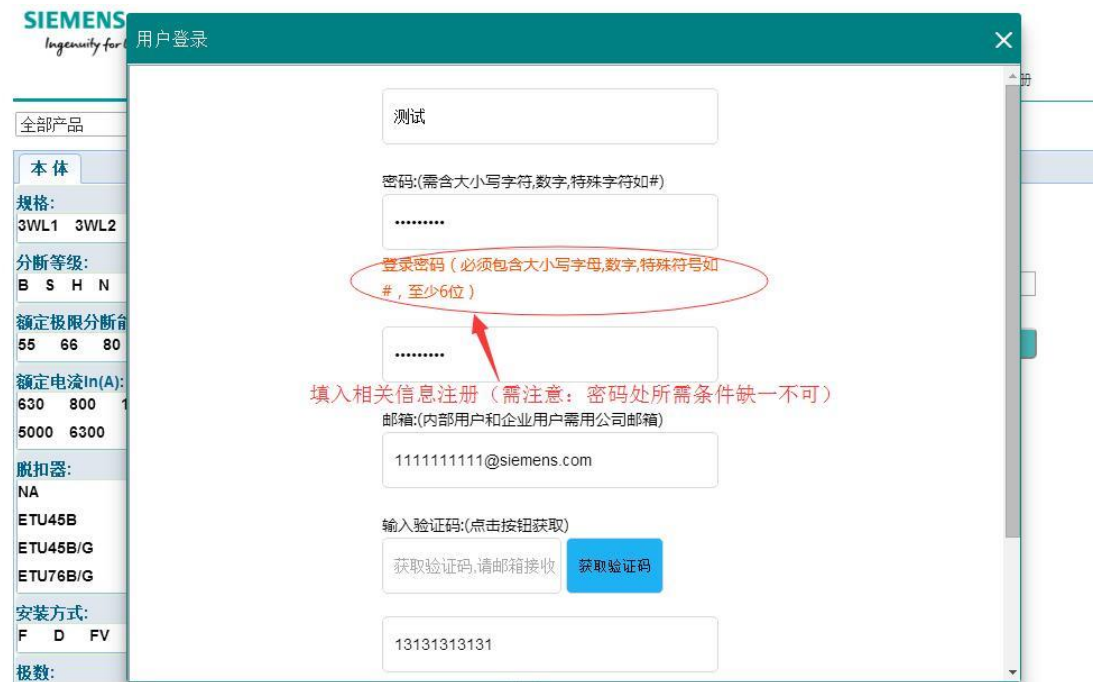 SIEMENS
Ingenuity for
用户登录
册
全部产品
本体
规格:
3WL1 3WL2
分断等级:
B S H N
额定极限分断能
55 66 80
额定电流In(A):
630 800 1
5000 6300
脱扣器:
NA
ETU45B
ETU45B/G
ETU76B/G
安装方式:
F D FV
极数:
测试
密码:(需含大小写字符,数字,特殊字符如#)
•••••••••
登录密码(必须包含大小写字母,数字,特殊符号如
#,至少6位)
•••••••••
填入相关信息注册(需注意:密码处所需条件缺一不可)
邮箱:(内部用户和企业用户需用公司邮箱)
1111111111@siemens.com
输入验证码:(点击按钮获取)
获取验证码,请邮箱接收 获取验证码
13131313131